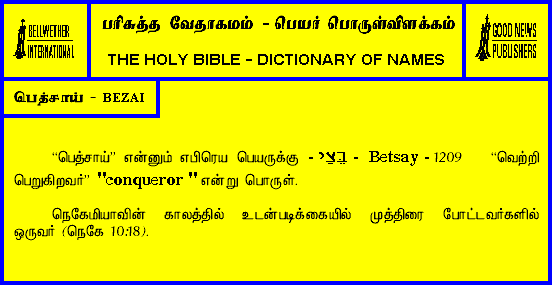 BELLWETHER
INTERNATIONAL
பரிசுத்த வேதாகமம் - பெயர் பொருள்விளக்கம்
THE HOLY BIBLE - DICTIONARY OF NAMES
GOOD NEWS
PUBLISHERS
பெத்சாய் - BEZAI
“பெத்சாய்” என்னும் எபிரெய பெயருக்கு - בֵּצָי - Betsay - 1209 “வெற்றி
பெறுகிறவர்” "conqueror" என்று பொருள்.
நெகேமியாவின் காலத்தில் உடன்படிக்கையில் முத்திரை போட்டவர்களில்
ஒருவர் (நெகே 10:18).